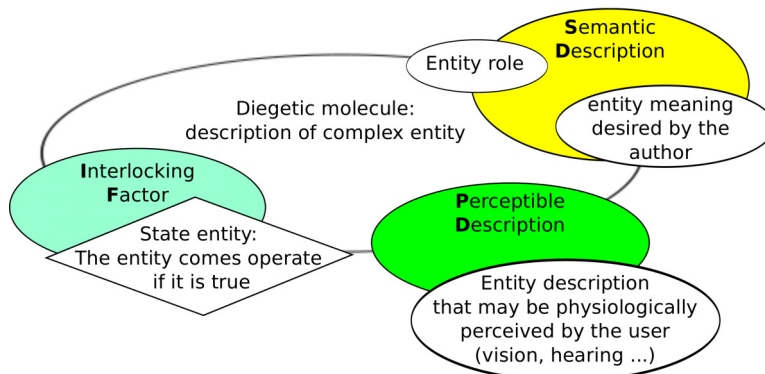 Semantic
Description
Entity role
entity meaning
desired by the
author
Diegetic molecule:
description of complex entity
Interlocking
Factor
State entity:
The entity comes operate
if it is true
Perceptible
Description
Entity description
that may be physiologically
perceived by the user
(vision, hearing ...)